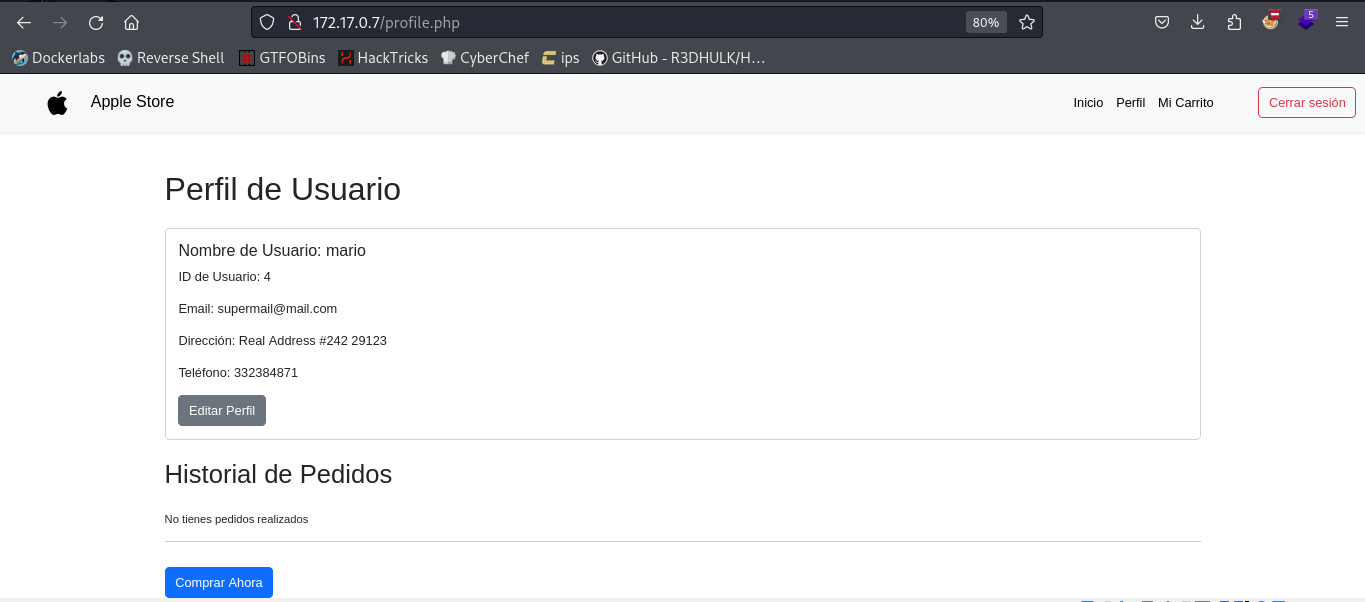 172.17.0.7/profile.php 80% 5
Dockerlabs Reverse Shell GTFOBins HackTricks CyberChef ips GitHub - R3DHULK/H…
Apple Store Inicio Perfil Mi Carrito Cerrar sesión
Perfil de Usuario
Nombre de Usuario: mario
ID de Usuario: 4
Email: supermail@mail.com
Dirección: Real Address #242 29123
Teléfono: 332384871
Editar Perfil
Historial de Pedidos
No tienes pedidos realizados
Comprar Ahora